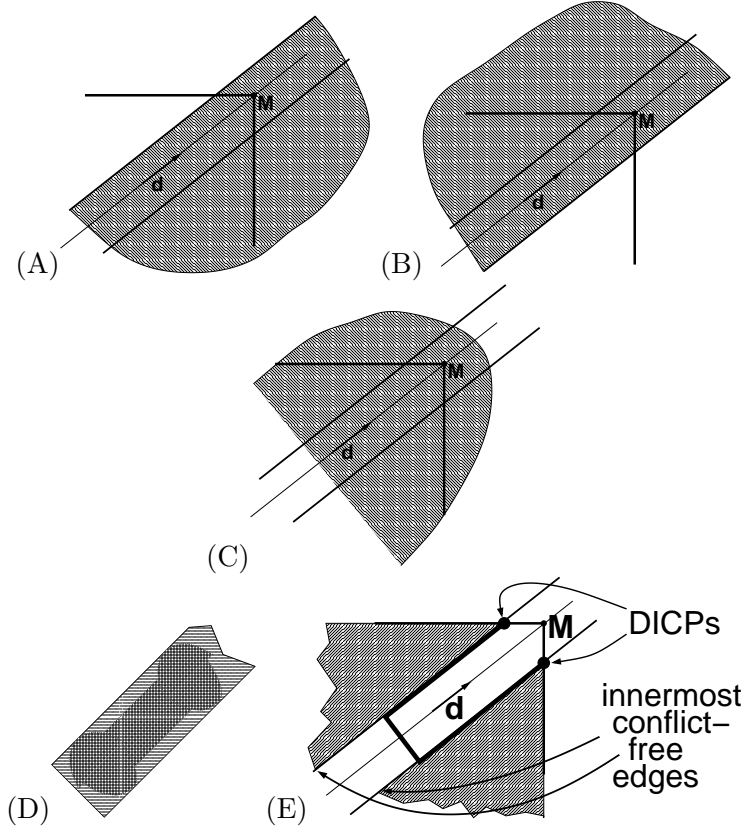 M
d
(A)
M
d
(B)
M
d
(C)
(D)
M
DICPs
d
innermost
conflict–
free
edges
(E)